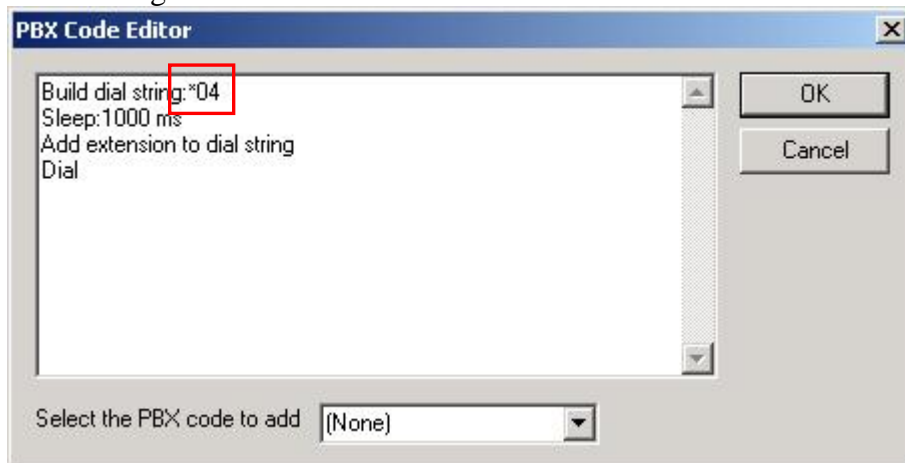 PBX Code Editor
Build dial string:*04
Sleep:1000 ms
Add extension to dial string
Dial
OK
Cancel
Select the PBX code to add (None)